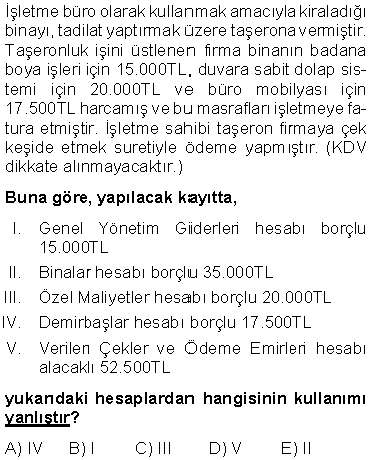 İşletme büro olarak kullanmak amacıyla kiraladığı
binayı, tadilat yaptırmak üzere taşerona vermiştir.
Taşeronluk işini üstlenen firma binanın badana
boya işleri için 15.000TL, duvara sabit dolap sis-
temi için 20.000TL ve büro mobilyası için
17.500TL harcamış ve bu masrafları işletmeye fa-
tura etmiştir. İşletme sahibi taşeron firmaya çek
keşide etmek suretiyle ödeme yapmıştır. (KDV
dikkate alınmayacaktır.)
Buna göre, yapılacak kayıtta,
I. Genel Yönetim Giderleri hesabı borçlu
15.000TL
II. Binalar hesabı borçlu 35.000TL
III. Özel Maliyetler hesabı borçlu 20.000TL
IV. Demirbaşlar hesabı borçlu 17.500TL
V. Verilen Çekler ve Ödeme Emirleri hesabı
alacaklı 52.500TL
yukarıdaki hesaplardan hangisinin kullanımı
yanlıştır?
A) IV B) I C) III D) V E) II